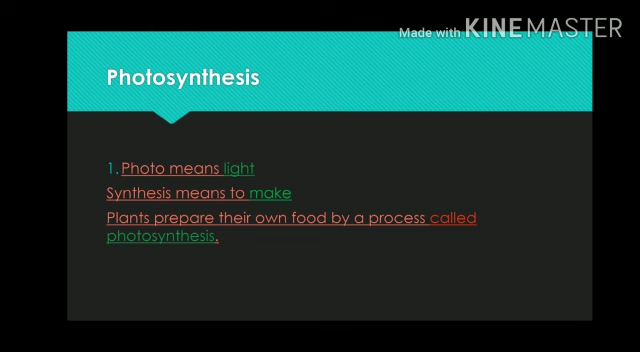 Made with KINEMASTER
Photosynthesis
1. Photo means light
Synthesis means to make
Plants prepare their own food by a process called
photosynthesis.